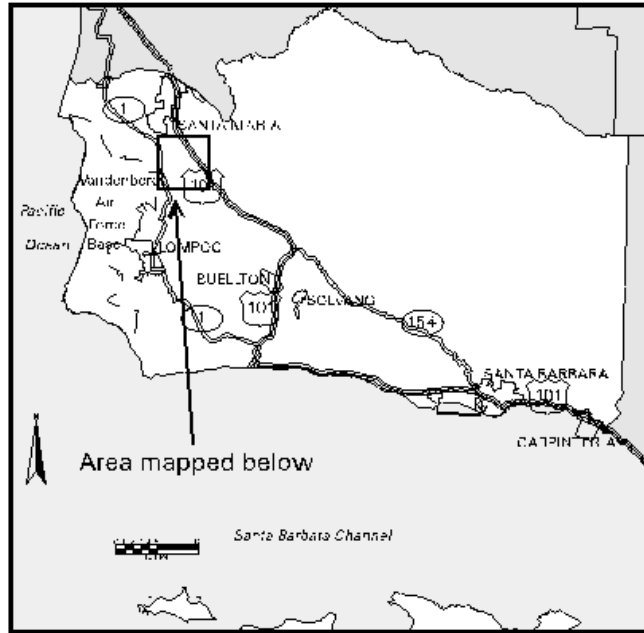 1
SANTA MARIA
101
Vandenberg
Air
Force
Base
Pacific
Ocean
LOMPOC
BUELLTON
101
SOLVANG
1
154
SANTA BARBARA
101
CARPINTERIA
Area mapped below
Santa Barbara Channel